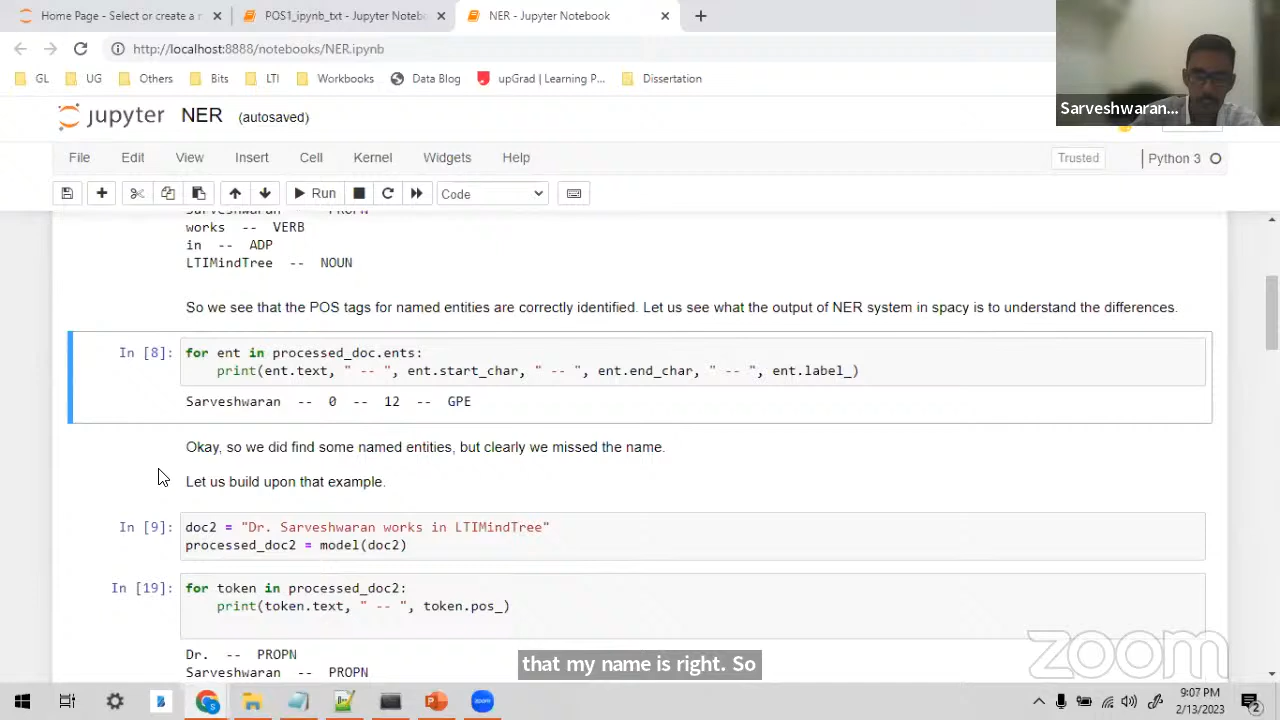 Home Page - Select or create a r
POS1_ipynb_txt - Jupyter Notebo
NER - Jupyter Notebook
http://localhost:8888/notebooks/NER.ipynb
GL
UG
Others
Bits
LTI
Workbooks
Data Blog
upGrad | Learning P...
Dissertation
Sarveshwaran...
jupyter NER (autosaved)
File Edit View Insert Cell Kernel Widgets Help
Trusted
Python 3
Run
Code
Sarveshwaran -- PROPN
works -- VERB
in -- ADP
LTIMindTree -- NOUN
So we see that the POS tags for named entities are correctly identified. Let us see what the output of NER system in spacy is to understand the differences.
In [8]:
for ent in processed_doc.ents:
print(ent.text, " -- ", ent.start_char, " -- ", ent.end_char, " -- ", ent.label_)
Sarveshwaran -- 0 -- 12 -- GPE
Okay, so we did find some named entities, but clearly we missed the name.
Let us build upon that example.
In [9]:
doc2 = "Dr. Sarveshwaran works in LTIMindTree"
processed_doc2 = model(doc2)
In [19]:
for token in processed_doc2:
print(token.text, " -- ", token.pos_)
Dr. -- PROPN
Sarveshwaran -- PROPN
that my name is right. So
zoom
9:07 PM
2/13/2023
2